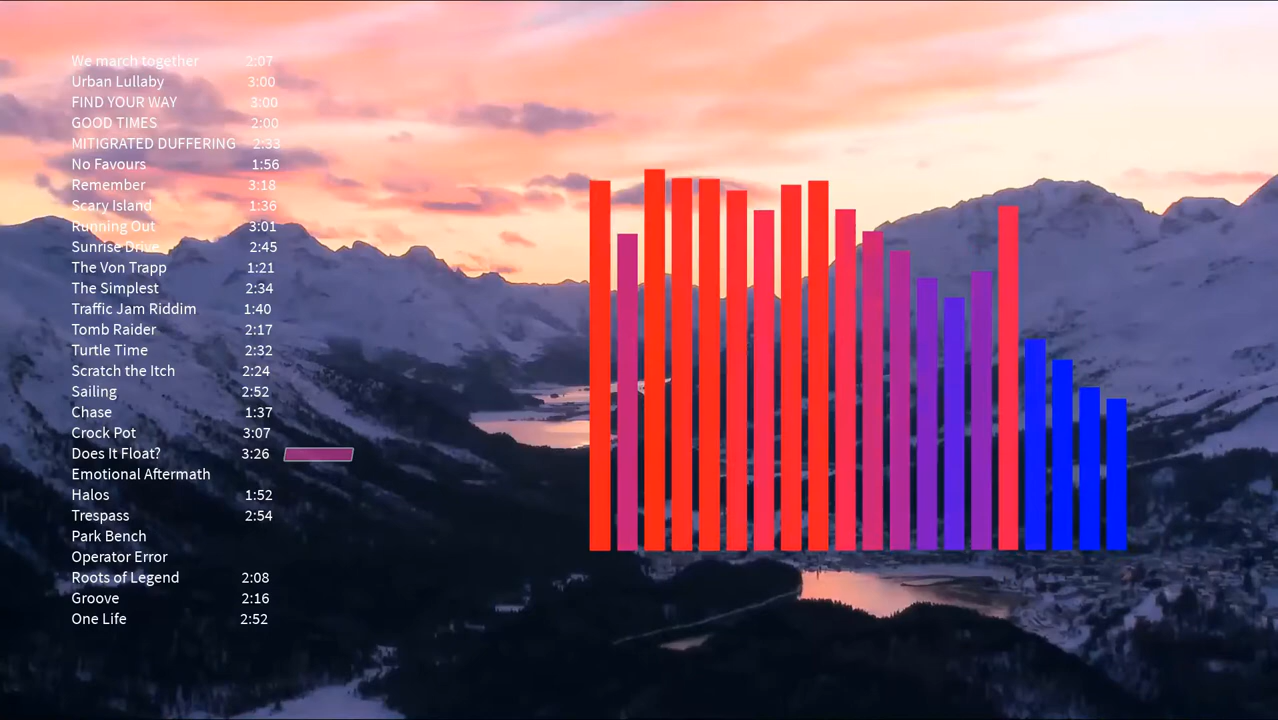 We march together 2:07
Urban Lullaby 3:00
FIND YOUR WAY 3:00
GOOD TIMES 2:00
MITIGRATED DUFFERING 2:33
No Favours 1:56
Remember 3:18
Scary Island 1:36
Running Out 3:01
Sunrise Drive 2:45
The Von Trapp 1:21
The Simplest 2:34
Traffic Jam Riddim 1:40
Tomb Raider 2:17
Turtle Time 2:32
Scratch the Itch 2:24
Sailing 2:52
Chase 1:37
Crock Pot 3:07
Does It Float? 3:26
Emotional Aftermath
Halos 1:52
Trespass 2:54
Park Bench
Operator Error
Roots of Legend 2:08
Groove 2:16
One Life 2:52